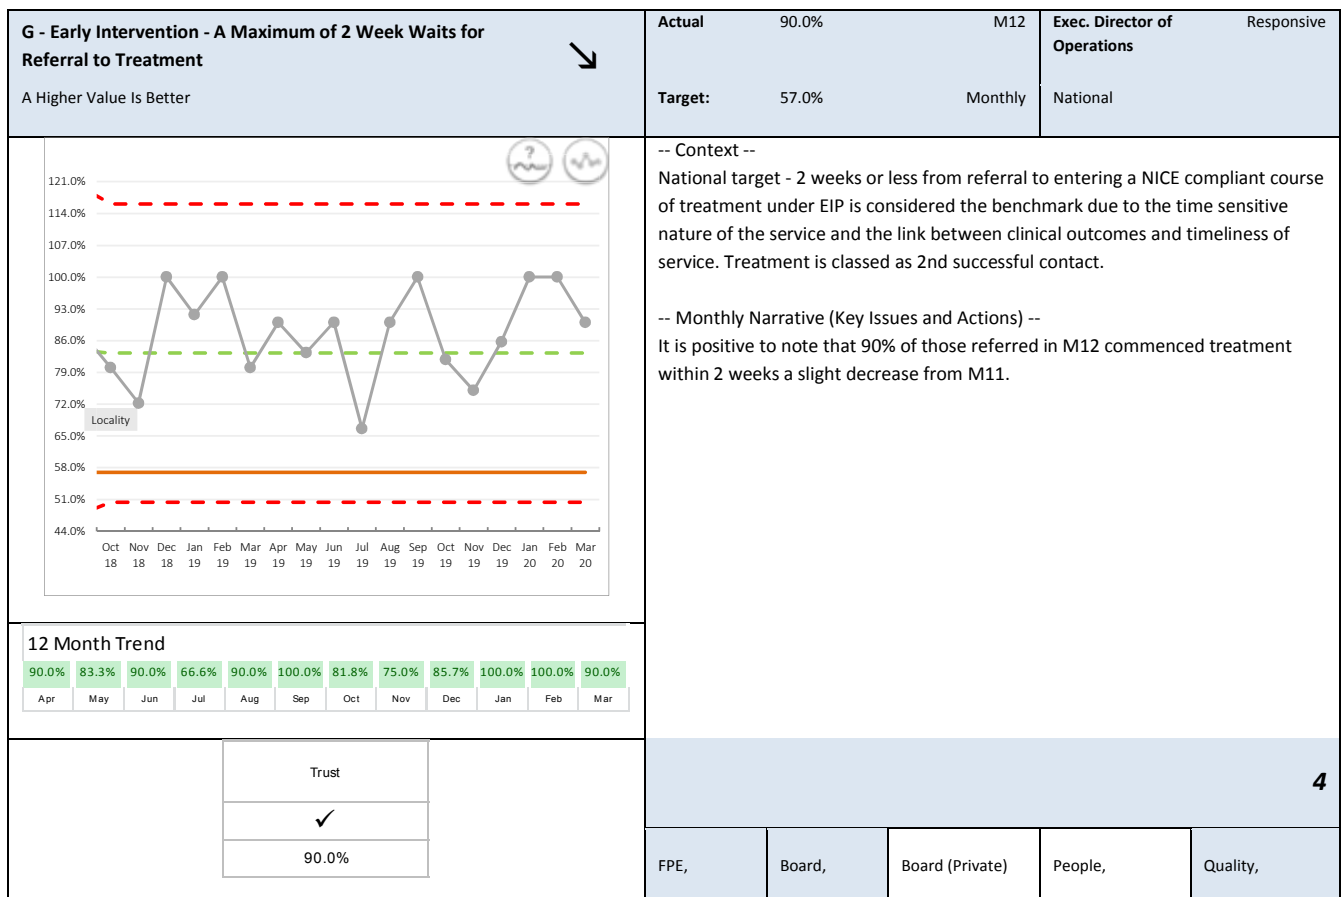 G - Early Intervention - A Maximum of 2 Week Waits for
Referral to Treatment
A Higher Value Is Better
Actual 90.0% M12
Target: 57.0% Monthly
Exec. Director of Responsive
Operations
National
?
121.0%
114.0%
107.0%
100.0%
93.0%
86.0%
79.0%
72.0%
Locality
65.0%
58.0%
51.0%
44.0%
Oct Nov Dec Jan Feb Mar Apr May Jun Jul Aug Sep Oct Nov Dec Jan Feb Mar
18 18 18 19 19 19 19 19 19 19 19 19 19 19 19 20 20 20
-- Context --
National target - 2 weeks or less from referral to entering a NICE compliant course
of treatment under EIP is considered the benchmark due to the time sensitive
nature of the service and the link between clinical outcomes and timeliness of
service. Treatment is classed as 2nd successful contact.
-- Monthly Narrative (Key Issues and Actions) --
It is positive to note that 90% of those referred in M12 commenced treatment
within 2 weeks a slight decrease from M11.
12 Month Trend
90.0% 83.3% 90.0% 66.6% 90.0% 100.0% 81.8% 75.0% 85.7% 100.0% 100.0% 90.0%
Apr May Jun Jul Aug Sep Oct Nov Dec Jan Feb Mar
Trust
✓
90.0%
4
FPE, Board, Board (Private) People, Quality,